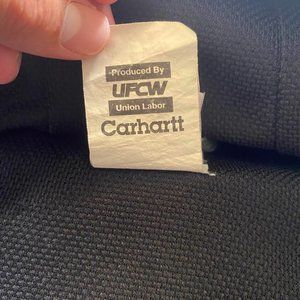 Produced By
UFCW
Union Labor
Carhartt